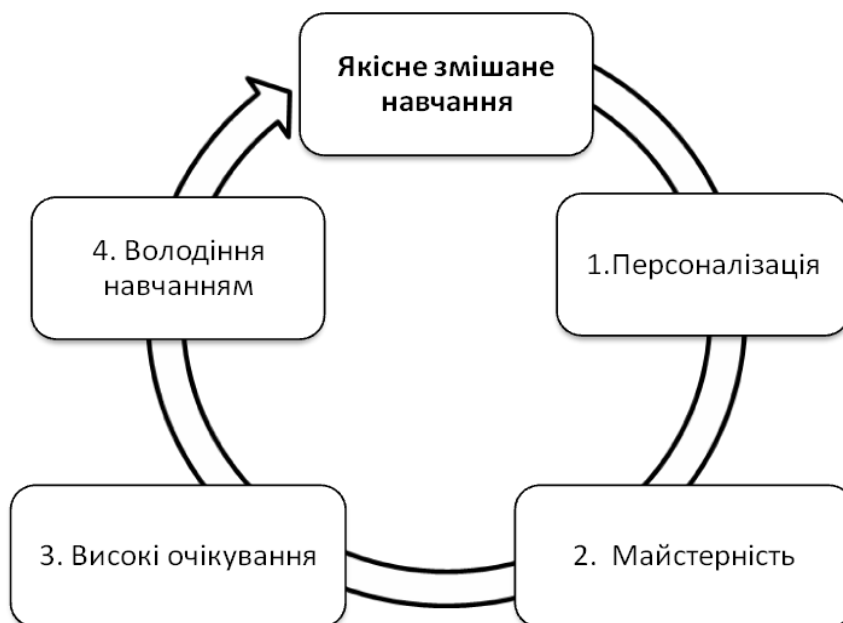 Якісне змішане
навчання
1.Персоналізація
2. Майстерність
3. Високі очікування
4. Володіння
навчанням